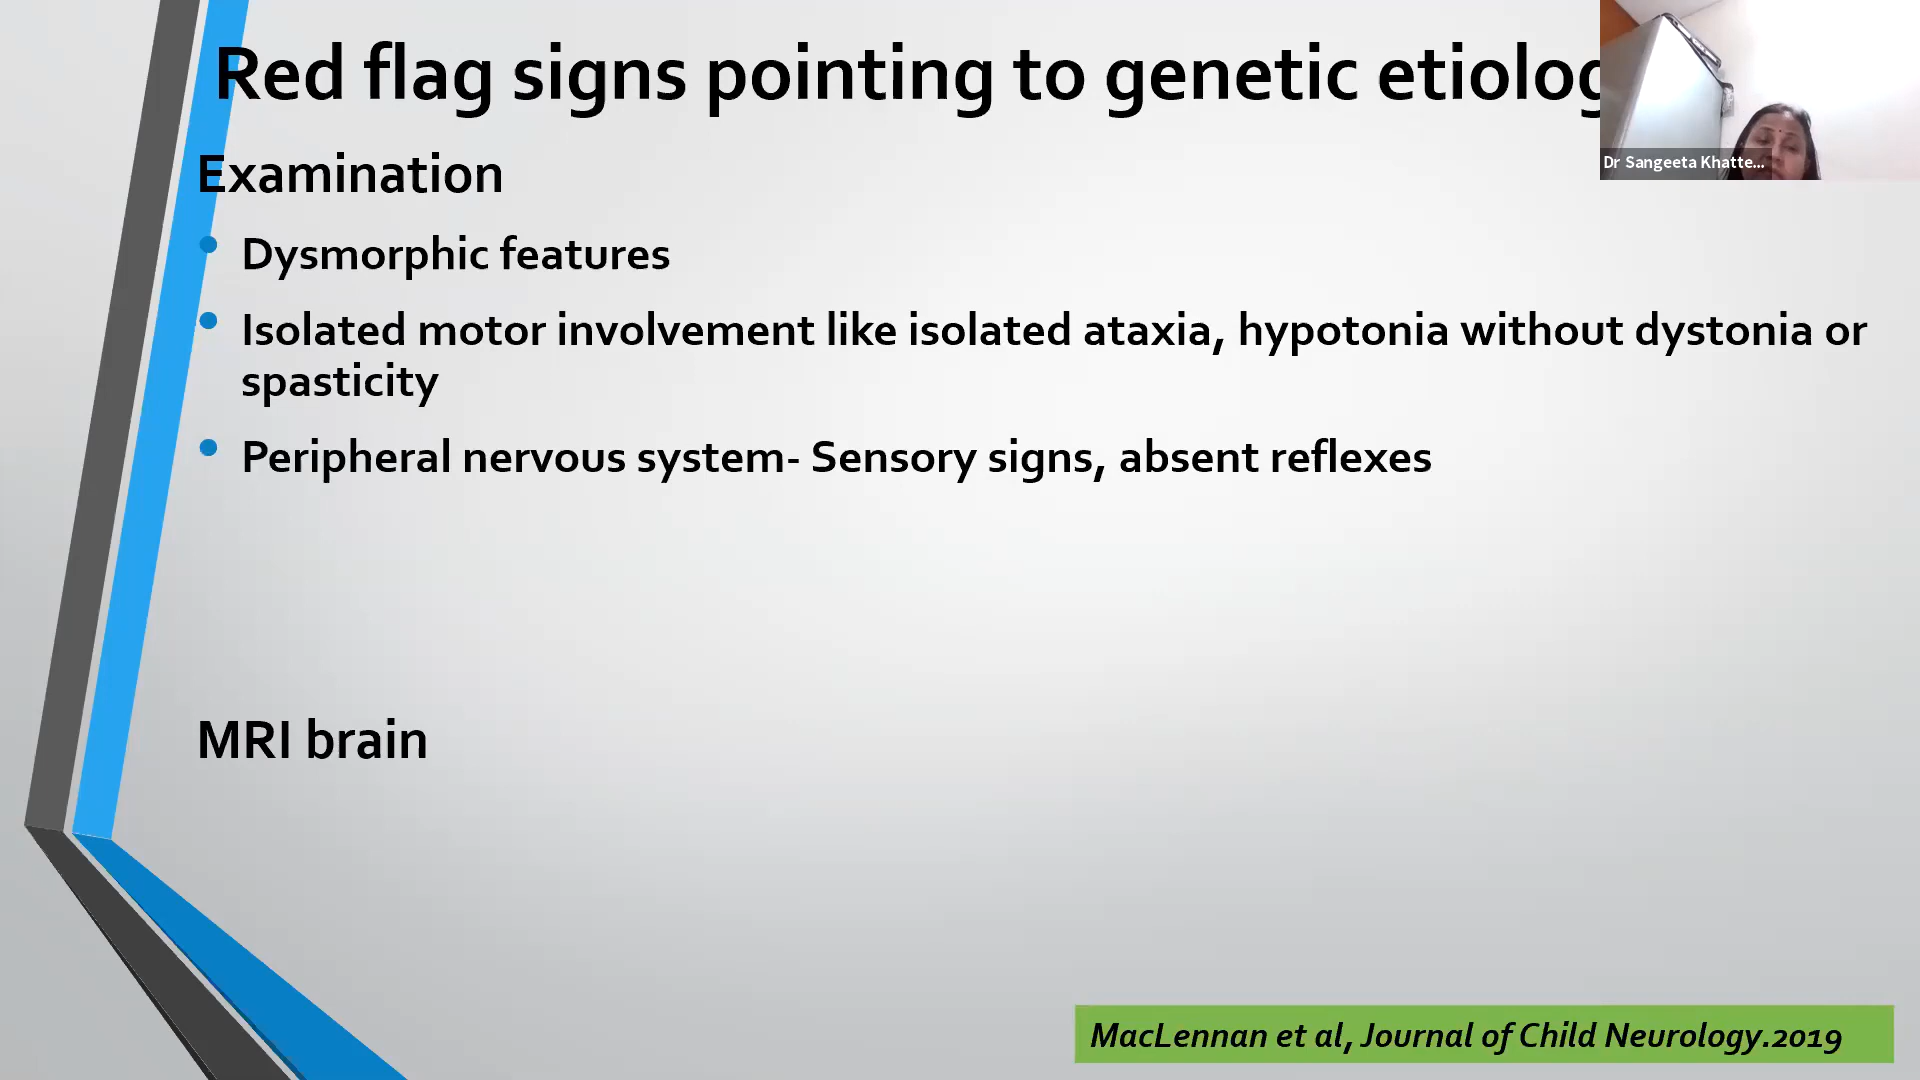 Red flag signs pointing to genetic etiolog
Dr Sangeeta Khatte...
Examination
• Dysmorphic features
• Isolated motor involvement like isolated ataxia, hypotonia without dystonia or
spasticity
• Peripheral nervous system- Sensory signs, absent reflexes
MRI brain
MacLennan et al, Journal of Child Neurology.2019